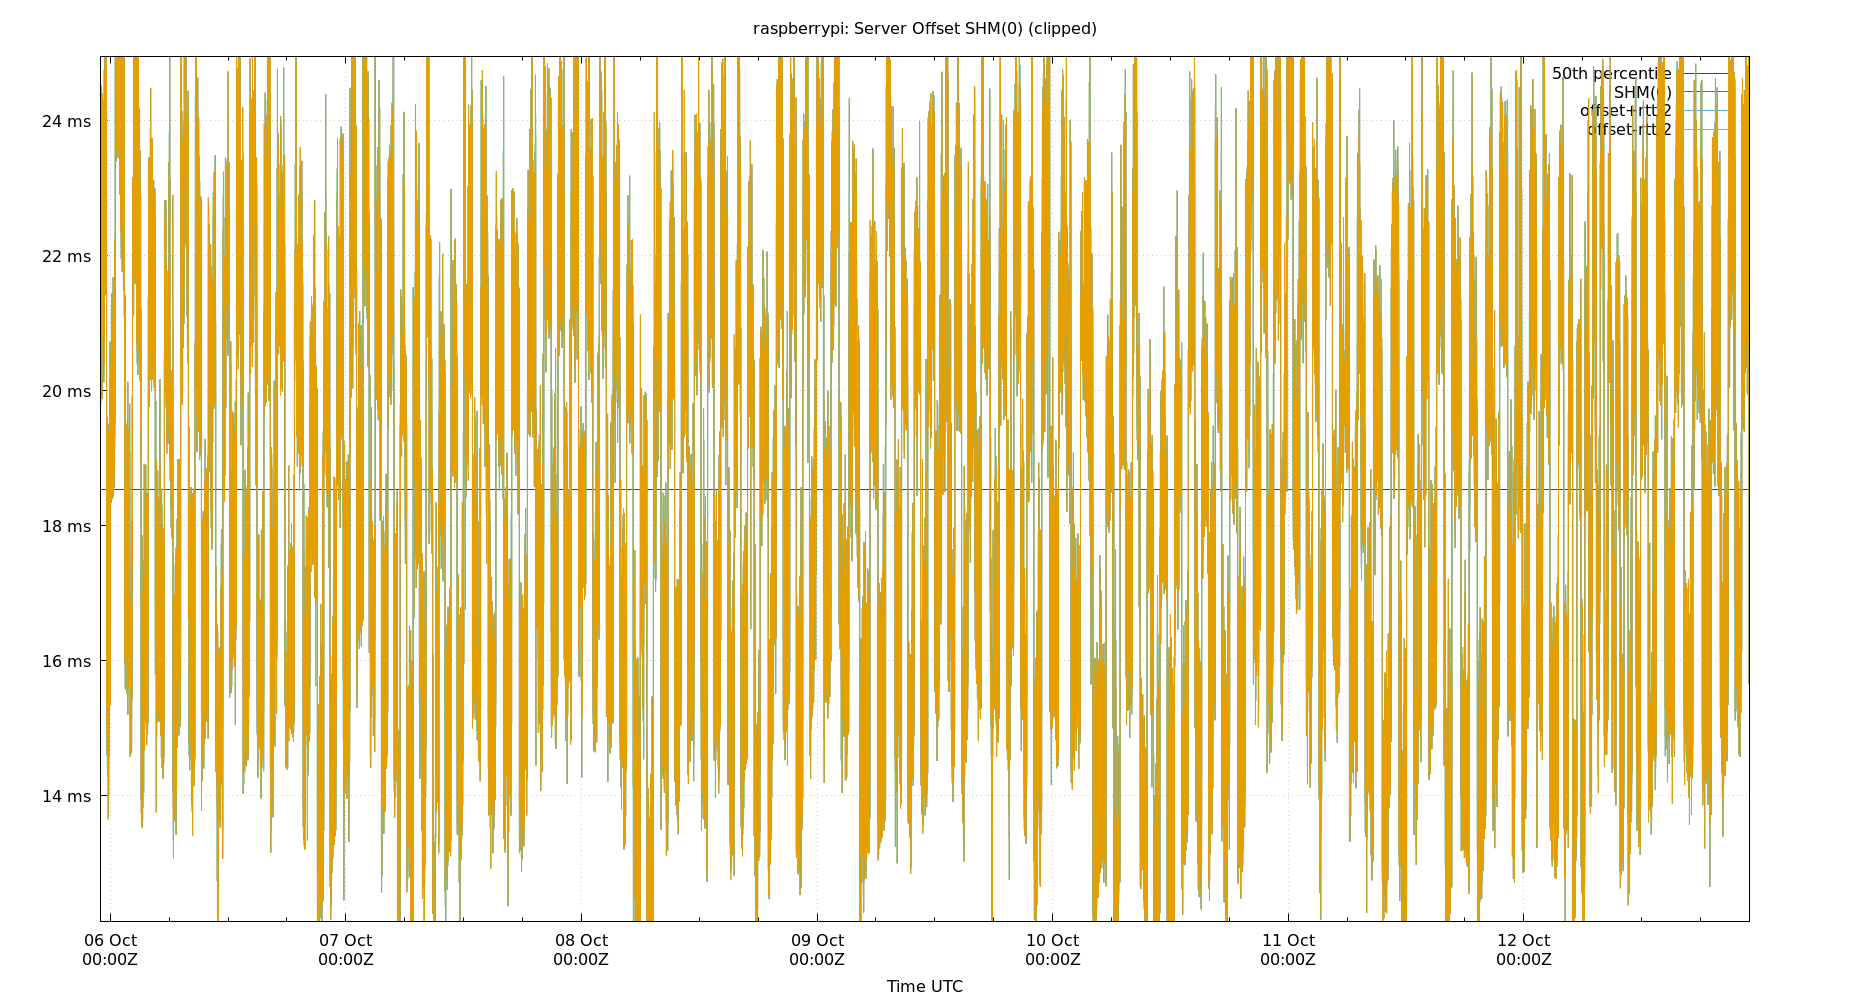 raspberrypi: Server Offset SHM(0) (clipped)
50th percentile
SHM(0)
offset+rtt/2
offset-rtt/2
24 ms
22 ms
20 ms
18 ms
16 ms
14 ms
06 Oct 07 Oct 08 Oct 09 Oct 10 Oct 11 Oct 12 Oct
00:00Z 00:00Z 00:00Z 00:00Z 00:00Z 00:00Z 00:00Z
Time UTC